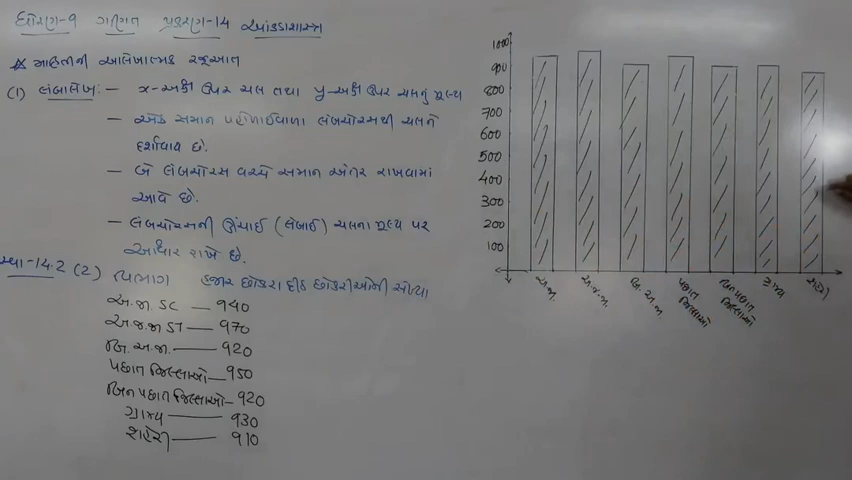 ધોરણ-૯ ગણિત પ્રકરણ-14 આંકડાશાસ્ત્ર
* માહિતીની આલેખાત્મક રજૂઆત
(1) લંબાલેખ :- x-અક્ષ ઉપર ચલ તથા y-અક્ષ ઉપર ચલનું મૂલ્ય
- એક સમાન પહોળાઈવાળા લંબચોરસથી ચલને
દર્શાવાય છે.
- બે લંબચોરસ વચ્ચે સમાન અંતર રાખવામાં
આવે છે.
- લંબચોરસની ઊંચાઈ (લંબાઈ) ચલના મૂલ્ય પર
આધાર રાખે છે.
સ્વા-14.2 (2) વિભાગ હજાર છોકરા દીઠ છોકરીઓની સંખ્યા
અ.જા SC — 940
અ.જ.જા ST — 970
બિ.અ.જા. — 920
પછાત જિલ્લાઓ — 950
બિનપછાત જિલ્લાઓ - 920
ગ્રામ્ય — 930
શહેરી — 910
1000
900
800
700
600
500
400
300
200
100
અ.જા.
અ.જ.જા.
બિ.અ.જા.
પછાત જિલ્લાઓ
બિનપછાત જિલ્લાઓ
ગ્રામ્ય
શહેરી